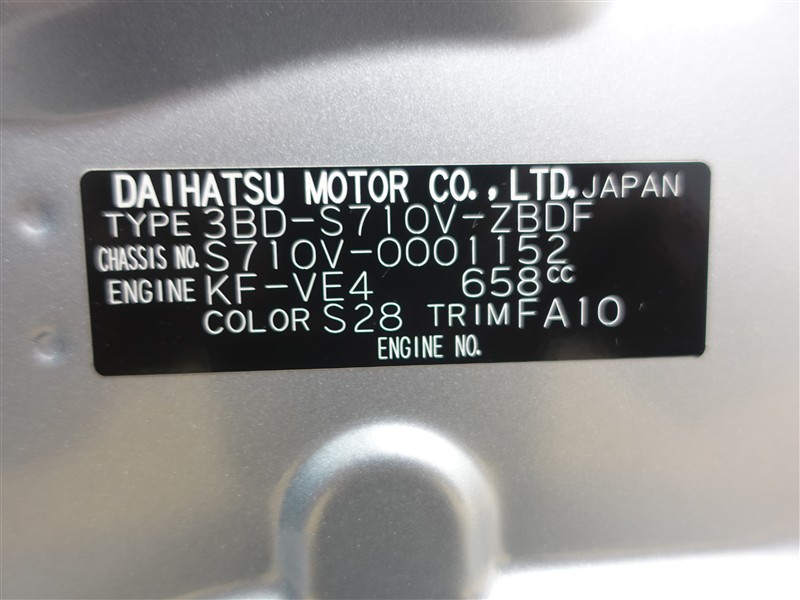 DAIHATSU MOTOR CO., LTD. JAPAN
TYPE 3BD-S710V-ZBDF
CHASSIS NO. S710V-0001152
ENGINE KF-VE4 658cc
COLOR S28 TRIM FA10
ENGINE NO.